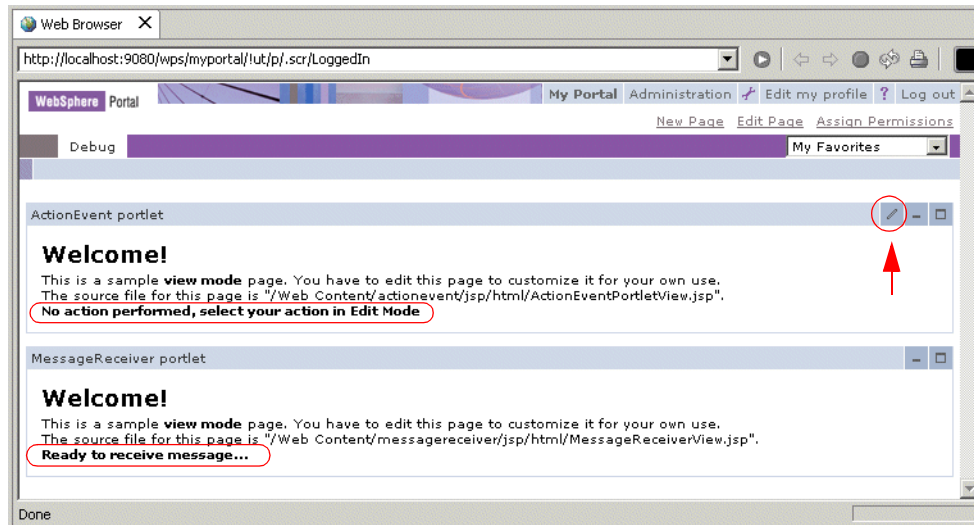 Web Browser
http://localhost:9080/wps/myportal/!ut/p/.scr/LoggedIn
WebSphere Portal
My Portal Administration Edit my profile ? Log out
New Page Edit Page Assign Permissions
Debug
My Favorites
ActionEvent portlet
Welcome!
This is a sample view mode page. You have to edit this page to customize it for your own use.
The source file for this page is "/Web Content/actionevent/jsp/html/ActionEventPortletView.jsp".
No action performed, select your action in Edit Mode
MessageReceiver portlet
Welcome!
This is a sample view mode page. You have to edit this page to customize it for your own use.
The source file for this page is "/Web Content/messagereceiver/jsp/html/MessageReceiverView.jsp".
Ready to receive message...
Done